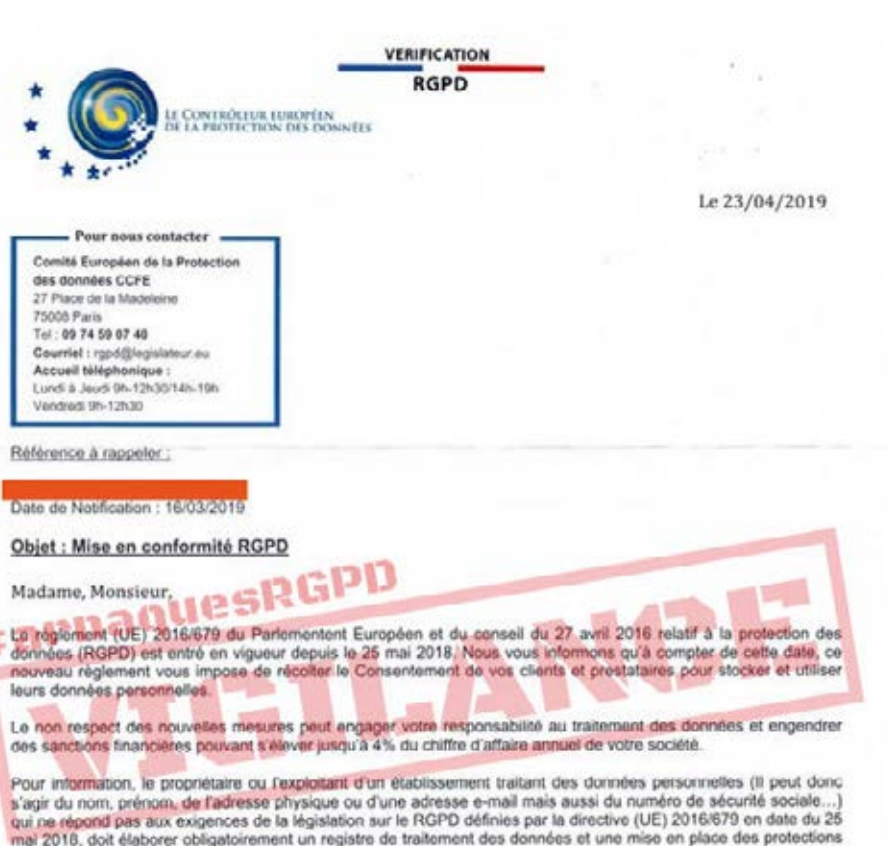 VERIFICATION
RGPD
LE CONTRÔLEUR EUROPÉEN
DE LA PROTECTION DES DONNÉES
Le 23/04/2019
Pour nous contacter
Comité Européen de la Protection
des données CCFE
27 Place de la Madeleine
75008 Paris
Tel : 09 74 59 07 40
Courriel : rgpd@legislateur.eu
Accueil téléphonique :
Lundi à Jeudi 9h-12h30/14h-19h
Vendredi 9h-12h30
Référence à rappeler :
Date de Notification : 16/03/2019
Objet : Mise en conformité RGPD
Madame, Monsieur,
#arnaquesRGPD
VIGILANCE
Le règlement (UE) 2016/679 du Parlementent Européen et du conseil du 27 avril 2016 relatif à la protection des
données (RGPD) est entré en vigueur depuis le 25 mai 2018. Nous vous informons qu'à compter de cette date, ce
nouveau règlement vous impose de récolter le Consentement de vos clients et prestataires pour stocker et utiliser
leurs données personnelles.
Le non respect des nouvelles mesures peut engager votre responsabilité au traitement des données et engendrer
des sanctions financières pouvant s'élever jusqu'à 4% du chiffre d'affaire annuel de votre société.
Pour information, le propriétaire ou l'exploitant d'un établissement traitant des données personnelles (Il peut donc
s'agir du nom, prénom, de l'adresse physique ou d'une adresse e-mail mais aussi du numéro de sécurité sociale...)
qui ne répond pas aux exigences de la législation sur le RGPD définies par la directive (UE) 2016/679 en date du 25
mai 2018, doit élaborer obligatoirement un registre de traitement des données et une mise en place des protections